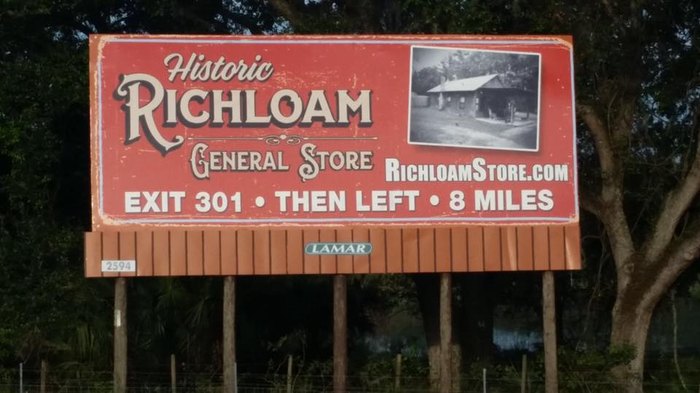 Historic
RICHLOAM
GENERAL STORE
RICHLOAMSTORE.COM
EXIT 301 • THEN LEFT • 8 MILES
LAMAR
2594